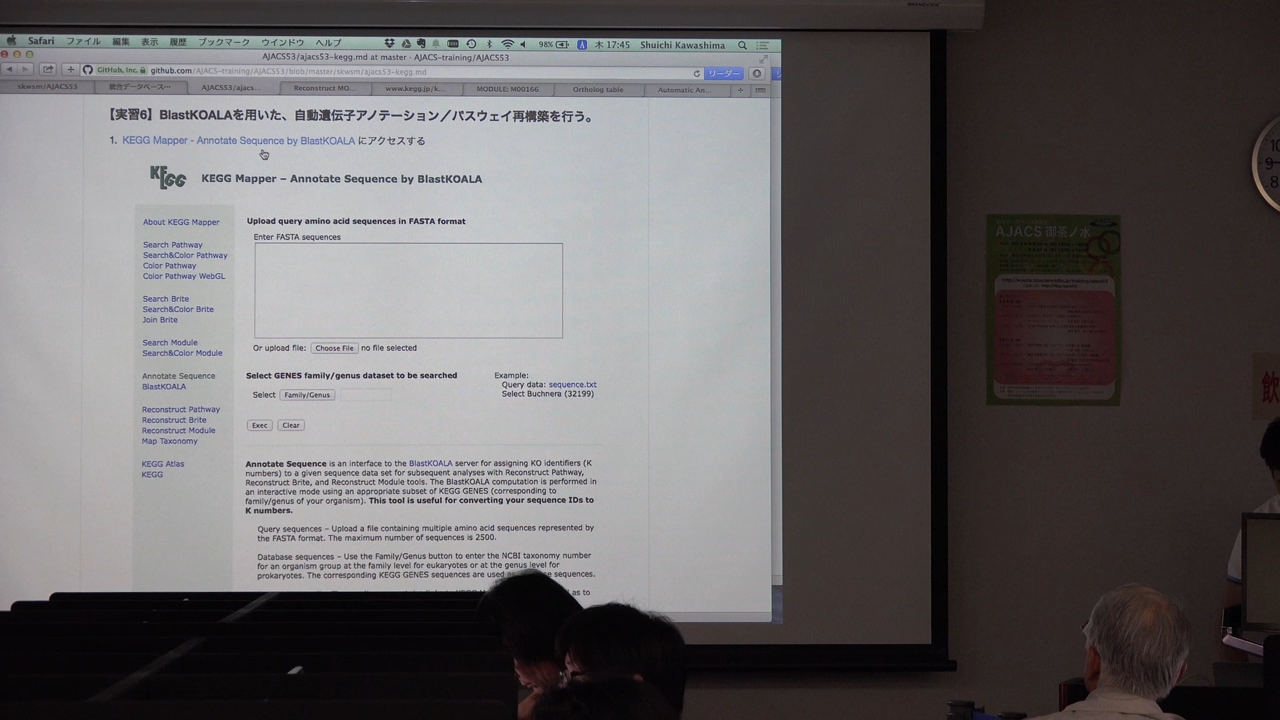 Safari ファイル 編集 表示 履歴 ブックマーク ウインドウ ヘルプ 98% A 木 17:45 Shuichi Kawashima
AJACS53/ajacs53-kegg.md at master · AJACS-training/AJACS53
GitHub, Inc. github.com/AJACS-training/AJACS53/blob/master/skwsm/ajacs53-kegg.md リーダー
skwsm/AJACS53 統合データベース… AJACS53/ajacs… Reconstruct MO… www.kegg.jp/k… MODULE: M00166 Ortholog table Automatic An…
【実習6】BlastKOALAを用いた、自動遺伝子アノテーション／パスウェイ再構築を行う。
1. KEGG Mapper - Annotate Sequence by BlastKOALA にアクセスする
KEGG
KEGG Mapper – Annotate Sequence by BlastKOALA
About KEGG Mapper
Search Pathway
Search&Color Pathway
Color Pathway
Color Pathway WebGL
Search Brite
Search&Color Brite
Join Brite
Search Module
Search&Color Module
Annotate Sequence
BlastKOALA
Reconstruct Pathway
Reconstruct Brite
Reconstruct Module
Map Taxonomy
KEGG Atlas
KEGG
Upload query amino acid sequences in FASTA format
Enter FASTA sequences
Or upload file: Choose File no file selected
Select GENES family/genus dataset to be searched
Select Family/Genus
Example:
Query data: sequence.txt
Select Buchnera (32199)
Exec Clear
Annotate Sequence is an interface to the BlastKOALA server for assigning KO identifiers (K
numbers) to a given sequence data set for subsequent analyses with Reconstruct Pathway,
Reconstruct Brite, and Reconstruct Module tools. The BlastKOALA computation is performed in
an interactive mode using an appropriate subset of KEGG GENES (corresponding to
family/genus of your organism). This tool is useful for converting your sequence IDs to
K numbers.
Query sequences – Upload a file containing multiple amino acid sequences represented by
the FASTA format. The maximum number of sequences is 2500.
Database sequences – Use the Family/Genus button to enter the NCBI taxonomy number
for an organism group at the family level for eukaryotes or at the genus level for
prokaryotes. The corresponding KEGG GENES sequences are used sequences.
as to
AJACS 御茶ノ水
10
9
8
飲